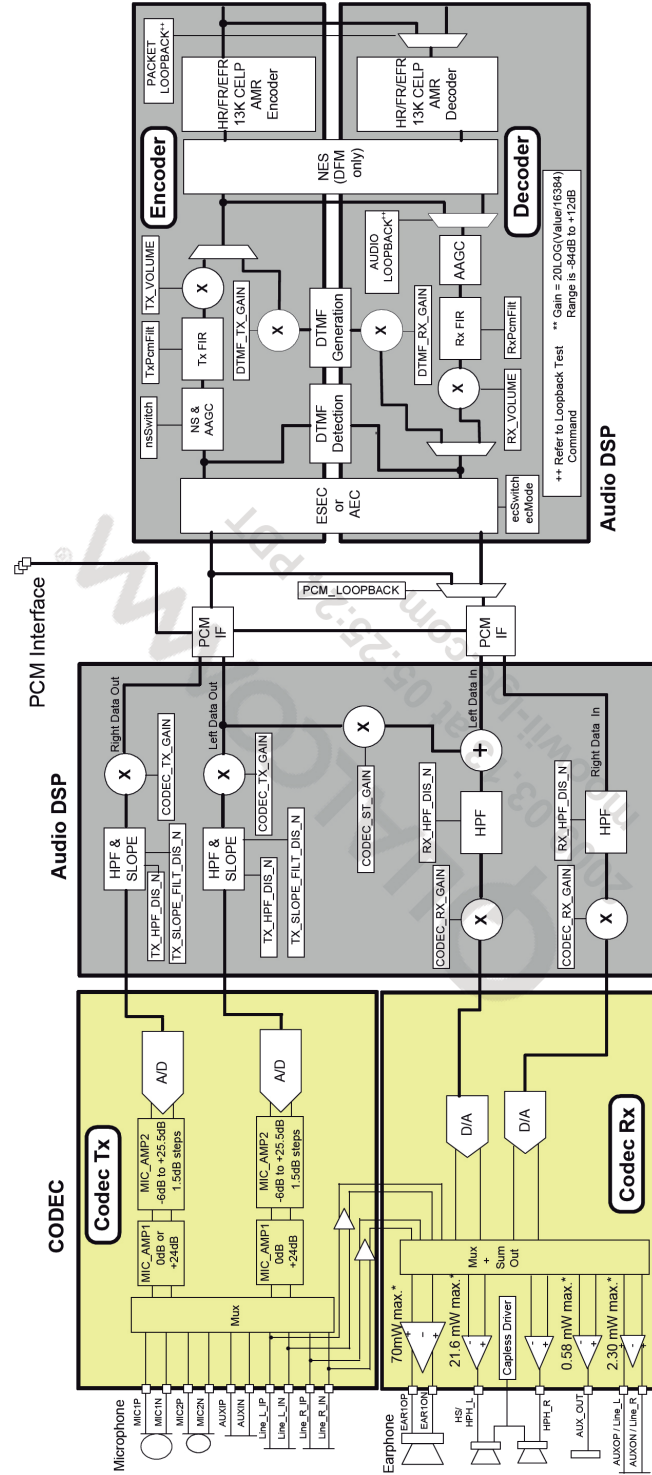 CODEC
Audio DSP
PCM Interface
Microphone
MIC1P
MIC1N
MIC2P
MIC2N
AUXIP
AUXIN
Line_L_IP
Line_L_IN
Line_R_IP
Line_R_IN
Codec Tx
Mux
MIC_AMP1
0dB or
+24dB
MIC_AMP2
-6dB to +25.5dB
1.5dB steps
A/D
MIC_AMP1
0dB
+24dB
MIC_AMP2
-6dB to +25.5dB
1.5dB steps
A/D
Earphone
EAR1OP
EAR1ON
HS/
HPH_L
HPH_R
AUX_OUT
AUXOP / Line_L
AUXON / Line_R
70mW max.*
21.6 mW max.*
Capless Driver
0.58 mW max.*
2.30 mW max.*
Mux
+
Sum
Out
D/A
D/A
Codec Rx
HPF &
SLOPE
TX_HPF_DIS_N
TX_SLOPE_FILT_DIS_N
X
CODEC_TX_GAIN
Right Data Out
HPF &
SLOPE
TX_HPF_DIS_N
TX_SLOPE_FILT_DIS_N
X
CODEC_TX_GAIN
Left Data Out
X
CODEC_ST_GAIN
CODEC_RX_GAIN
X
RX_HPF_DIS_N
HPF
+
Left Data In
CODEC_RX_GAIN
X
RX_HPF_DIS_N
HPF
Right Data In
PCM
IF
PCM
IF
PCM_LOOPBACK
ESEC
or
AEC
ecSwitch
ecMode
nsSwitch
NS &
AAGC
TxPcmFilt
Tx FIR
TX_VOLUME
X
DTMF_TX_GAIN
X
Encoder
PACKET
LOOPBACK++
HR/FR/EFR
13K CELP
AMR
Encoder
DTMF
Detection
DTMF
Generation
NES
(DFM
only)
X
DTMF_RX_GAIN
AUDIO
LOOPBACK++
AAGC
Rx FIR
RxPcmFilt
X
RX_VOLUME
Decoder
HR/FR/EFR
13K CELP
AMR
Decoder
++ Refer to Loopback Test
Command
** Gain = 20LOG(Value/16384)
Range is -84dB to +12dB
Audio DSP
QUALCOMM®